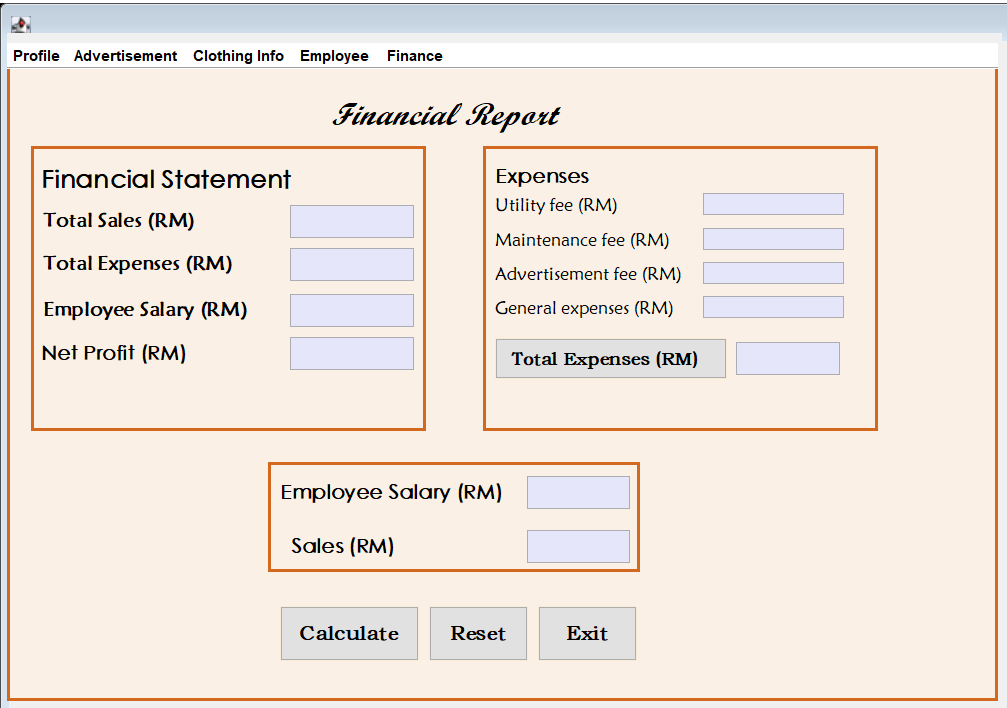 Profile Advertisement Clothing Info Employee Finance
Financial Report
Financial Statement
Total Sales (RM)
Total Expenses (RM)
Employee Salary (RM)
Net Profit (RM)
Expenses
Utility fee (RM)
Maintenance fee (RM)
Advertisement fee (RM)
General expenses (RM)
Total Expenses (RM)
Employee Salary (RM)
Sales (RM)
Calculate Reset Exit